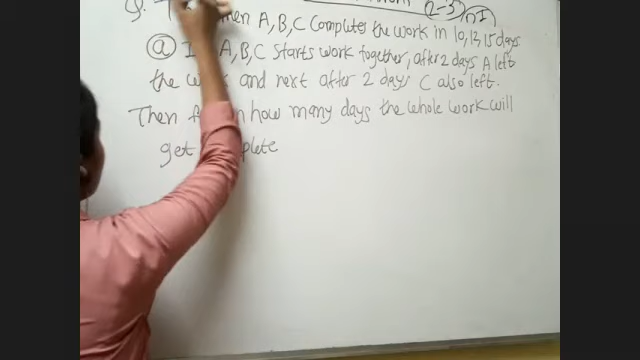 (2-3) n I
Q. T hen A, B, C Completes the work in 10, 12, 15 days
(a) I A, B, C Starts work together, after 2 days A left
the w k and next after 2 days C also left.
Then f n how many days the whole work will
get plete